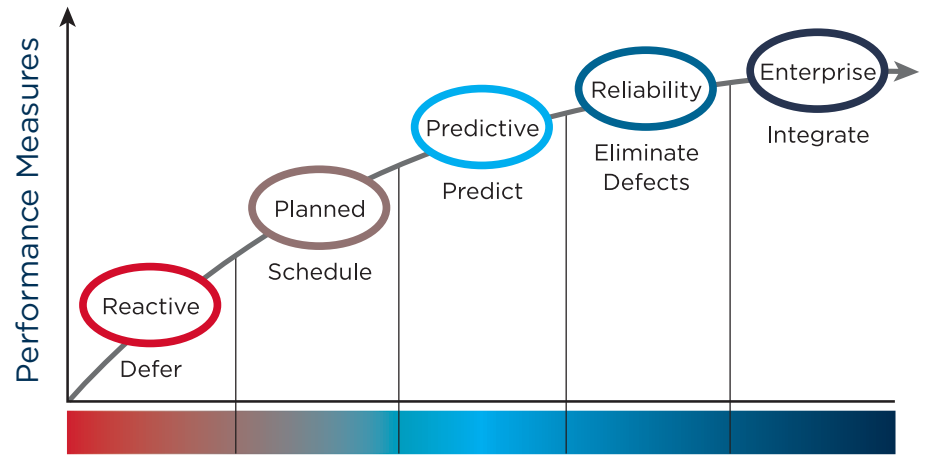 Performance Measures
Reactive
Defer
Planned
Schedule
Predictive
Predict
Reliability
Eliminate
Defects
Enterprise
Integrate